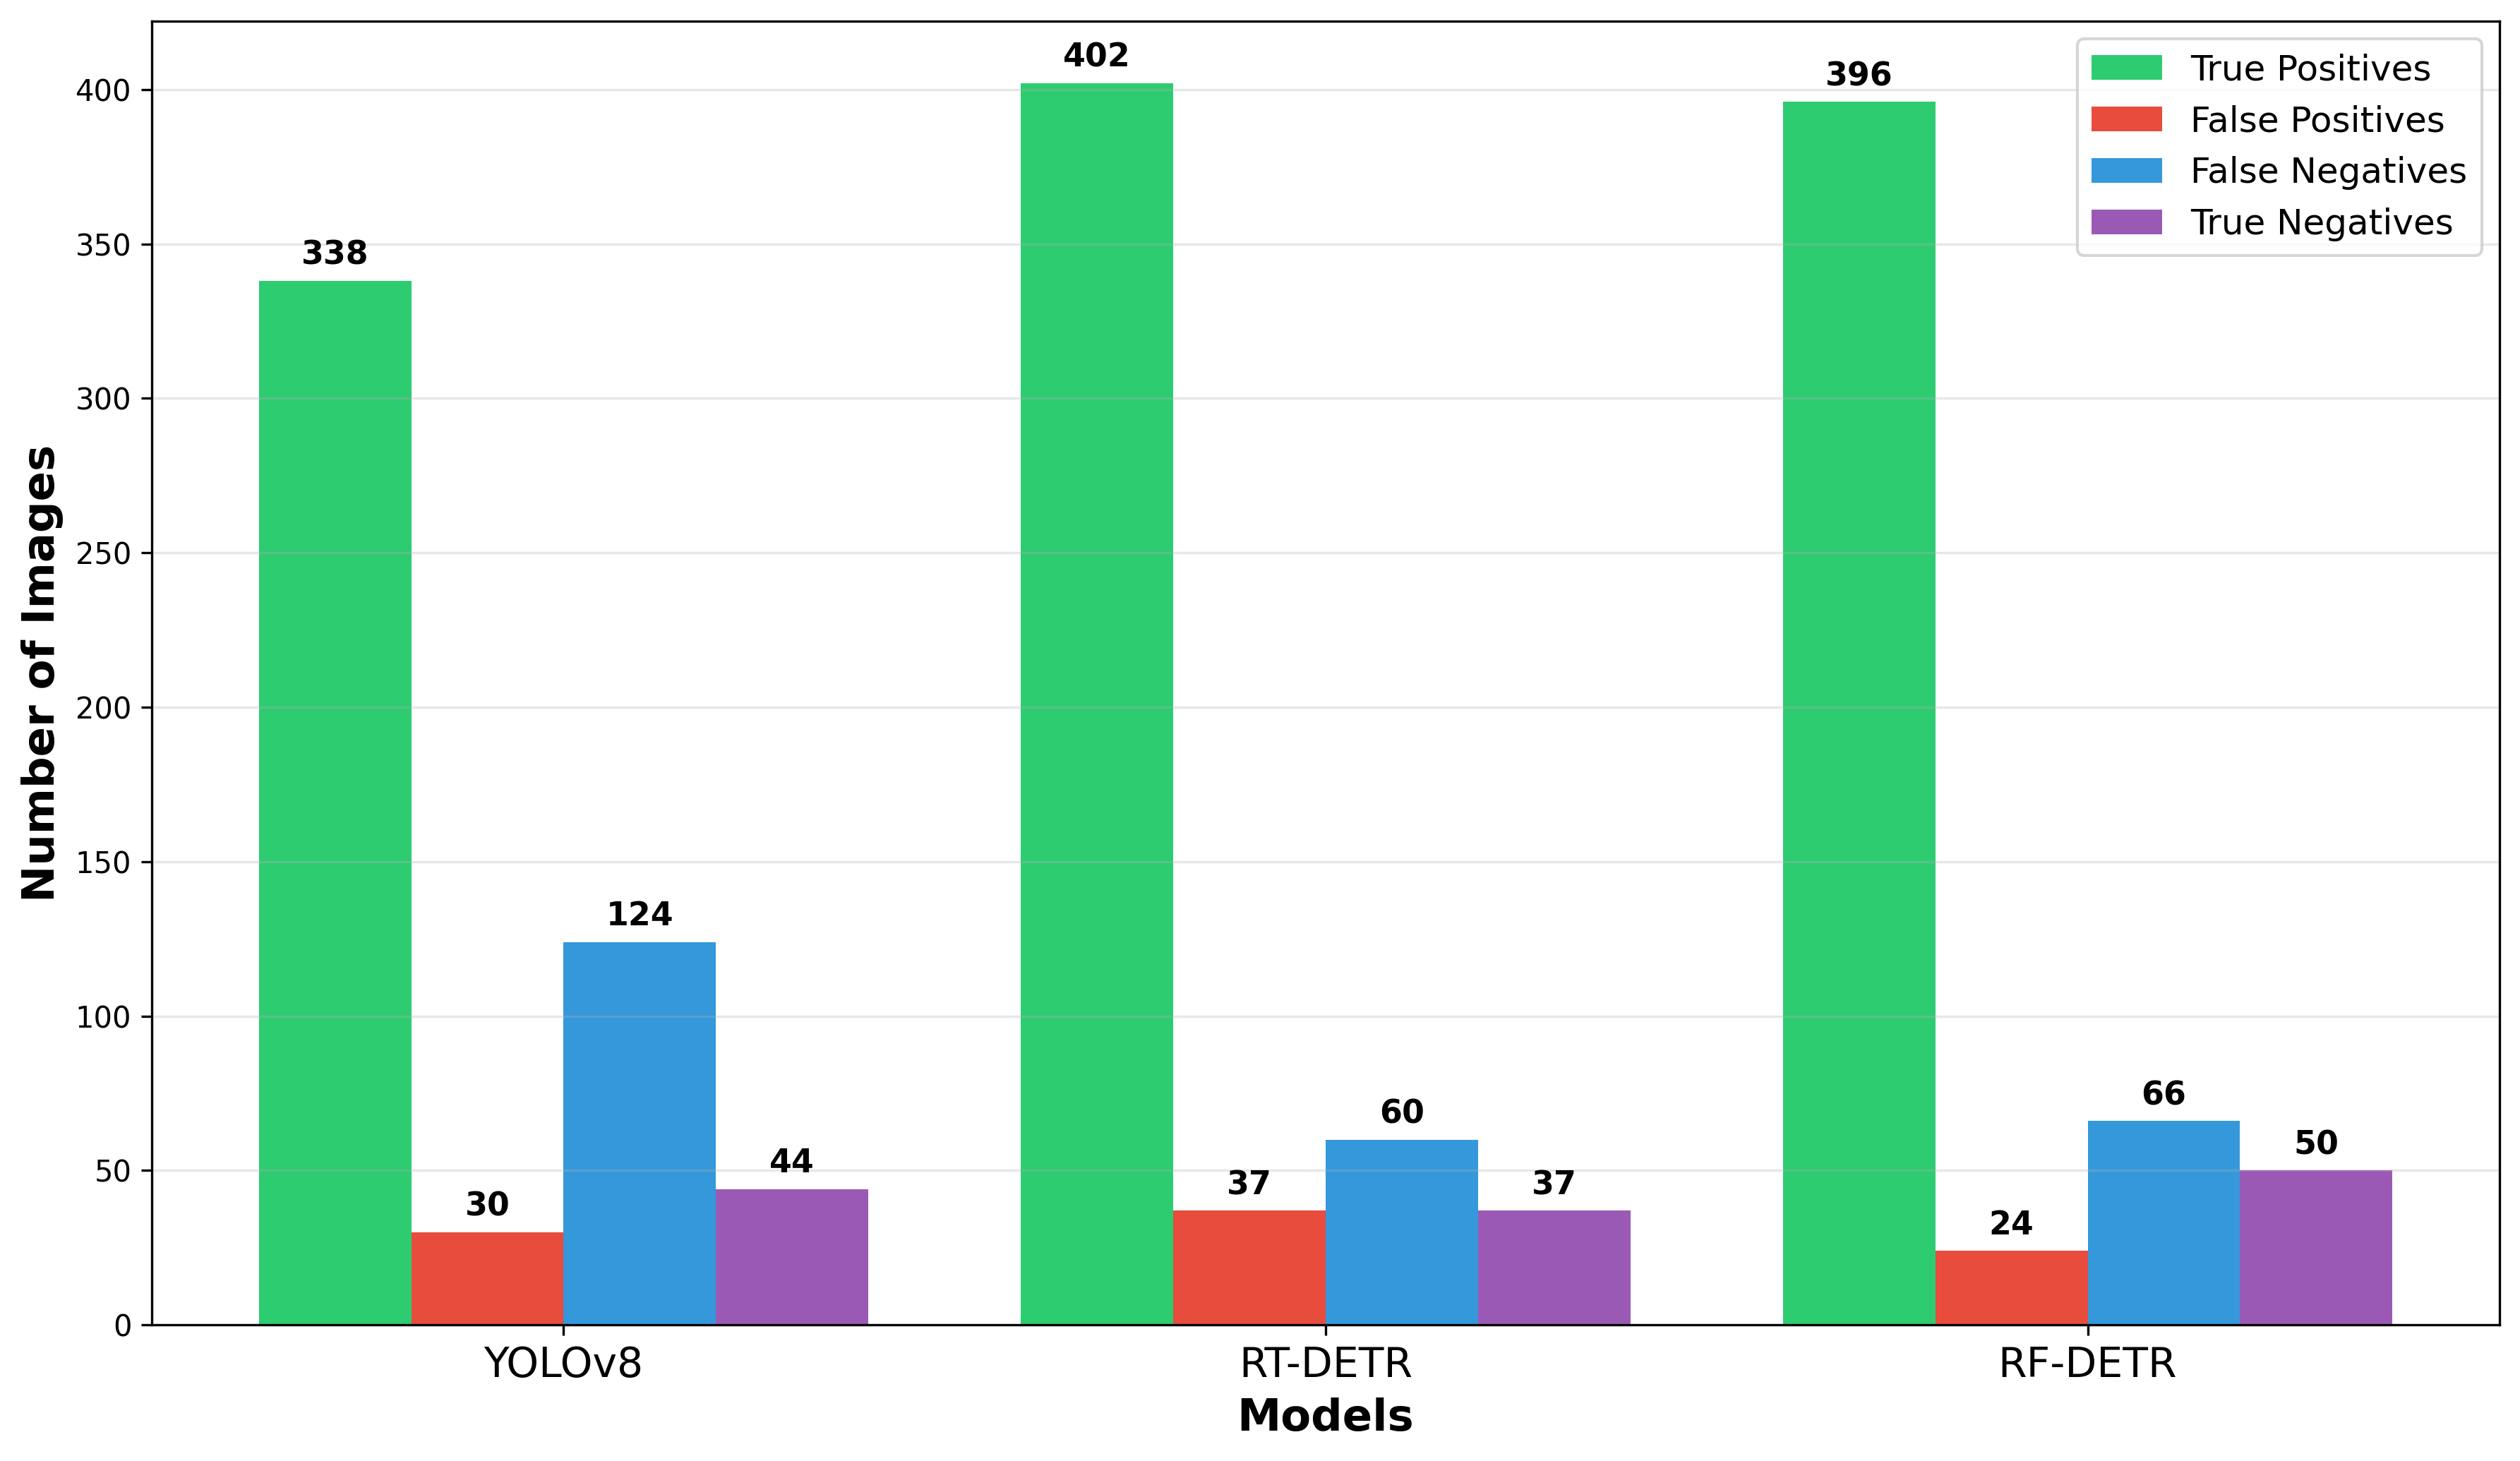 Number of Images
400
350
300
250
200
150
100
50
0
338
30
124
44
402
37
60
37
396
24
66
50
True Positives
False Positives
False Negatives
True Negatives
YOLOv8
RT-DETR
RF-DETR
Models